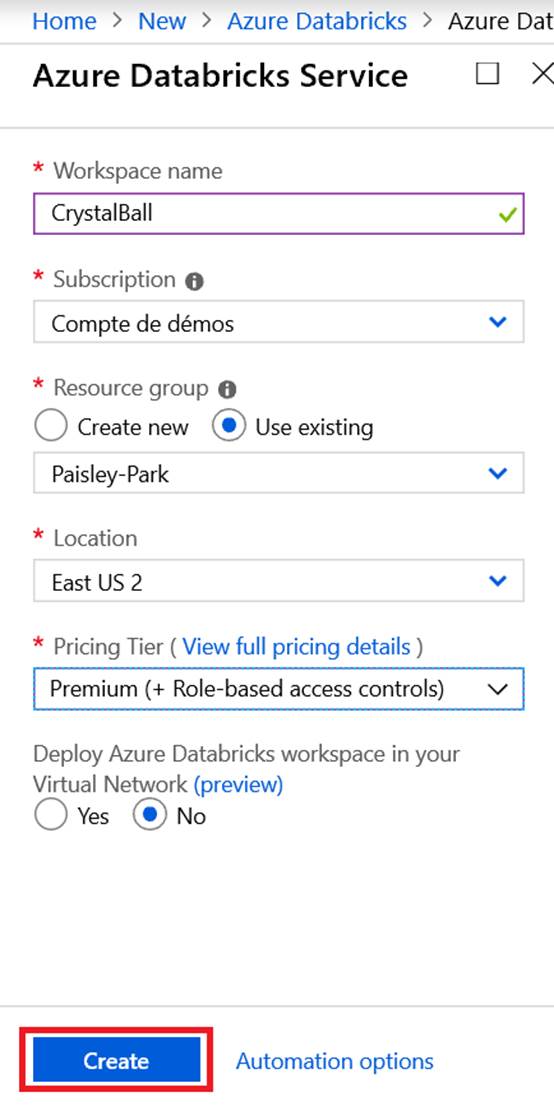 Home > New > Azure Databricks > Azure Dat
Azure Databricks Service
* Workspace name
CrystalBall
* Subscription
Compte de démos
* Resource group
Create new Use existing
Paisley-Park
* Location
East US 2
* Pricing Tier ( View full pricing details )
Premium (+ Role-based access controls)
Deploy Azure Databricks workspace in your
Virtual Network (preview)
Yes No
Create Automation options